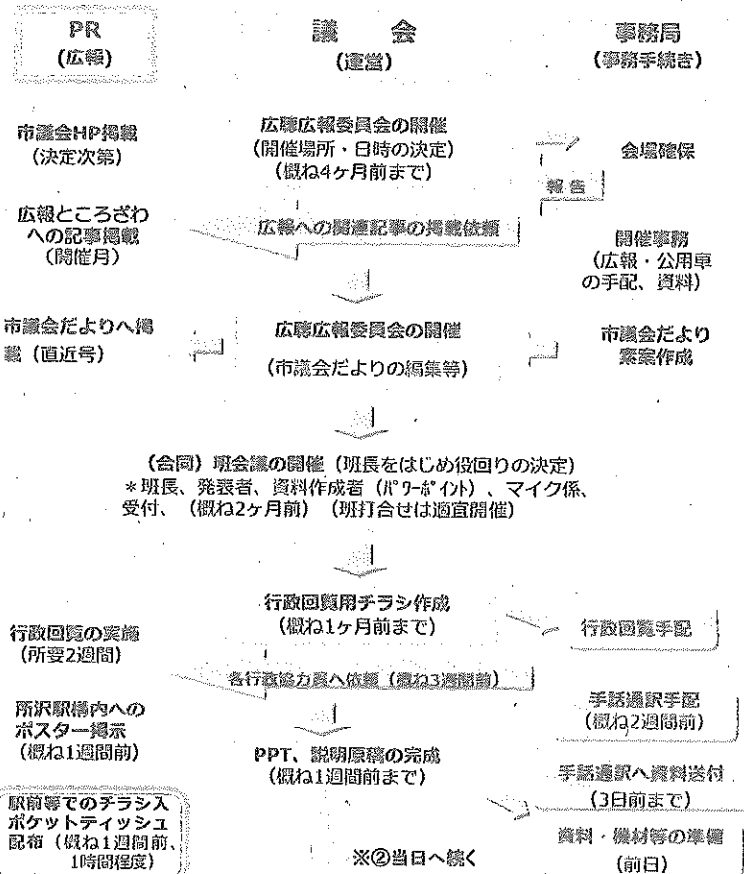 PR
(広報)
議 会
(運営)
事務局
(事務手続き)
市議会HP掲載
(決定次第)
広聴広報委員会の開催
(開催場所・日時の決定)
(概ね4ヶ月前まで)
会場確保
報告
広報ところざわ
への記事掲載
(開催月)
広報への関連記事の掲載依頼
開催事務
(広報・公用車
の手配、資料)
市議会だよりへ掲
載(直近号)
広聴広報委員会の開催
(市議会だよりの編集等)
市議会だより
素案作成
(合同)班会議の開催(班長をはじめ役回りの決定)
*班長、発表者、資料作成者(パワーポイント)、マイク係、
受付、(概ね2ヶ月前)(班打合せは適宜開催)
行政回覧用チラシ作成
(概ね1ヶ月前まで)
行政回覧手配
行政回覧の実施
(所要2週間)
各行政協力員へ依頼(概ね3週間前)
手話通訳手配
(概ね2週間前)
所沢駅構内への
ポスター掲示
(概ね1週間前)
PPT、説明原稿の完成
(概ね1週間前まで)
手話通訳へ資料送付
(3日前まで)
駅前等でのチラシ入
ポケットティッシュ
配布(概ね1週間前、
1時間程度)
資料・機材等の準備
(前日)
※②当日へ続く